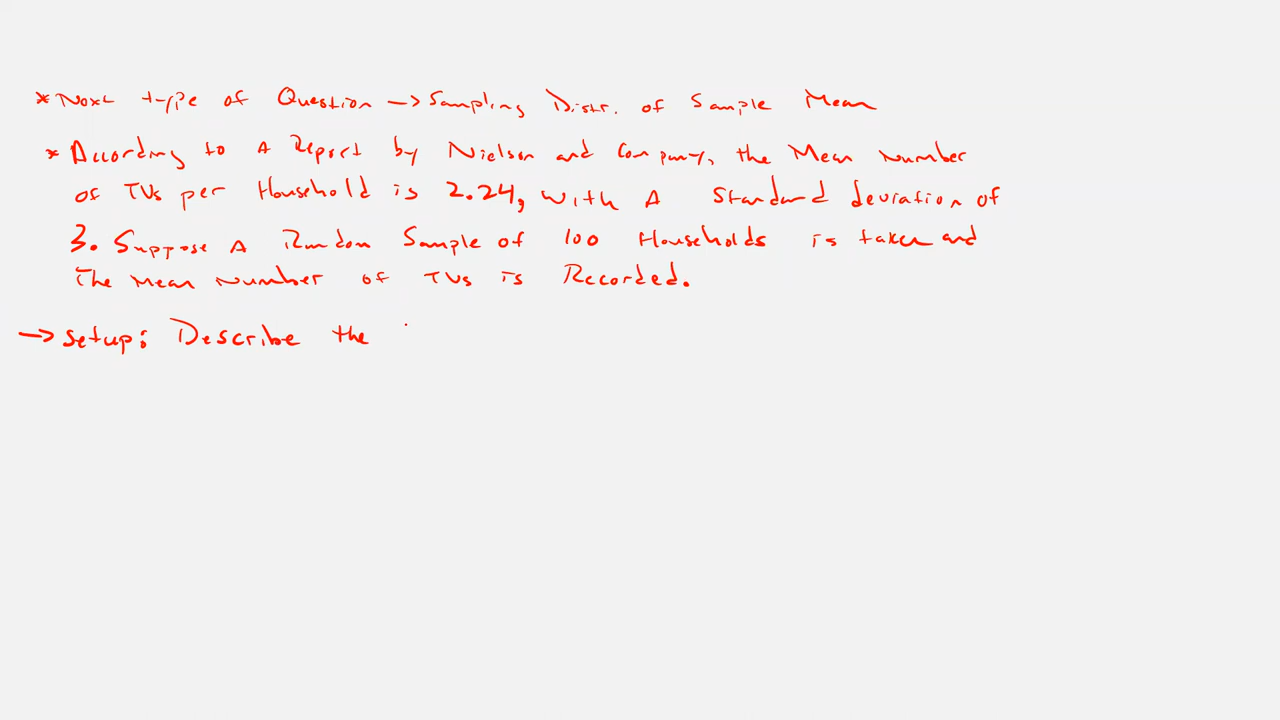 * Next type of Question → Sampling Distr. of Sample Mean
* According to A Report by Nielson and Company, the Mean Number
of TVs per Household is 2.24, with A Standard deviation of
3. Suppose A Random Sample of 100 Households is taken and
The Mean Number of TVs is Recorded.
→ Setup: Describe the